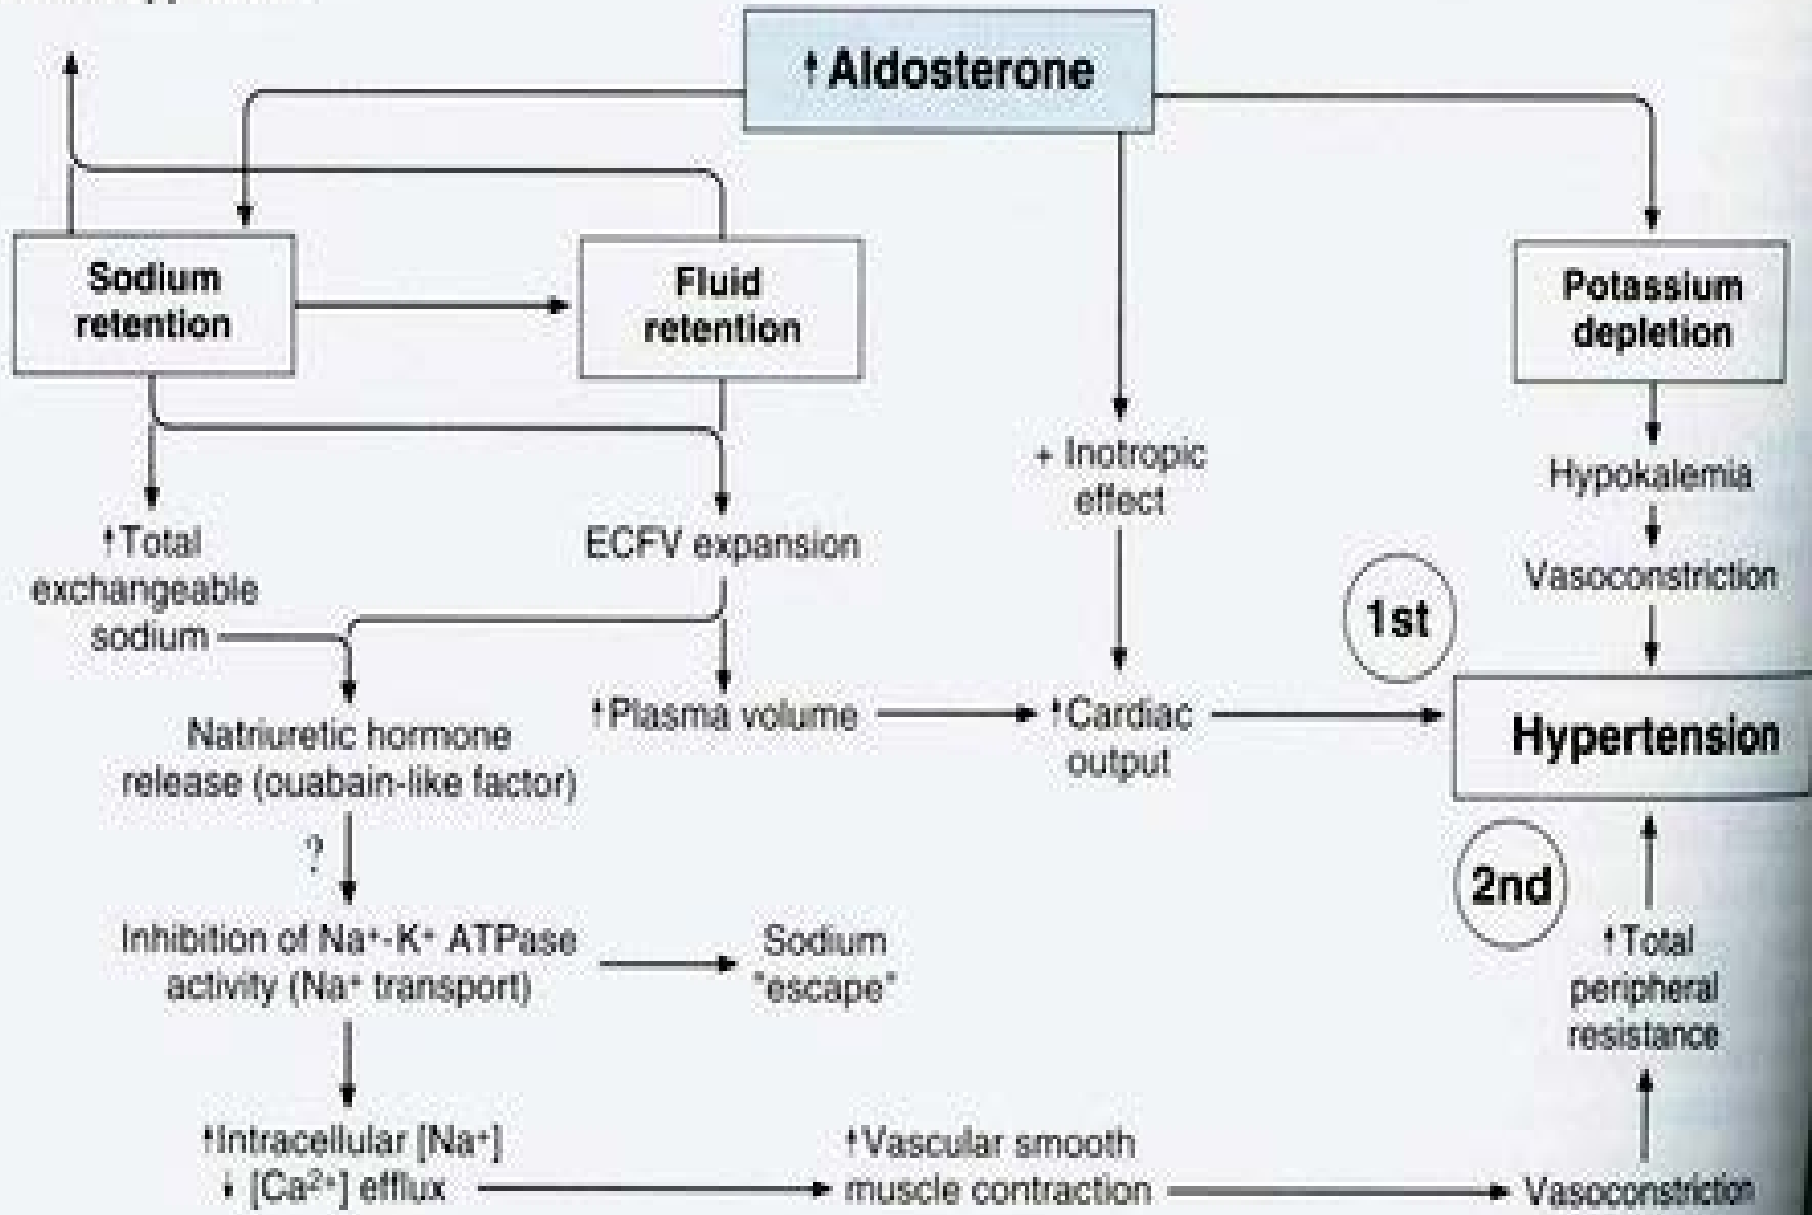 ↑Aldosterone
Sodium
retention
Fluid
retention
Potassium
depletion
+ Inotropic
effect
Hypokalemia
↑Total
exchangeable
sodium
ECFV expansion
Vasoconstriction
1st
Natriuretic hormone
release (ouabain-like factor)
↑Plasma volume
↑Cardiac
output
Hypertension
?
2nd
Inhibition of Na⁺-K⁺ ATPase
activity (Na⁺ transport)
Sodium
"escape"
↑Total
peripheral
resistance
↑Intracellular [Na⁺]
↓ [Ca²⁺] efflux
↑Vascular smooth
muscle contraction
Vasoconstriction